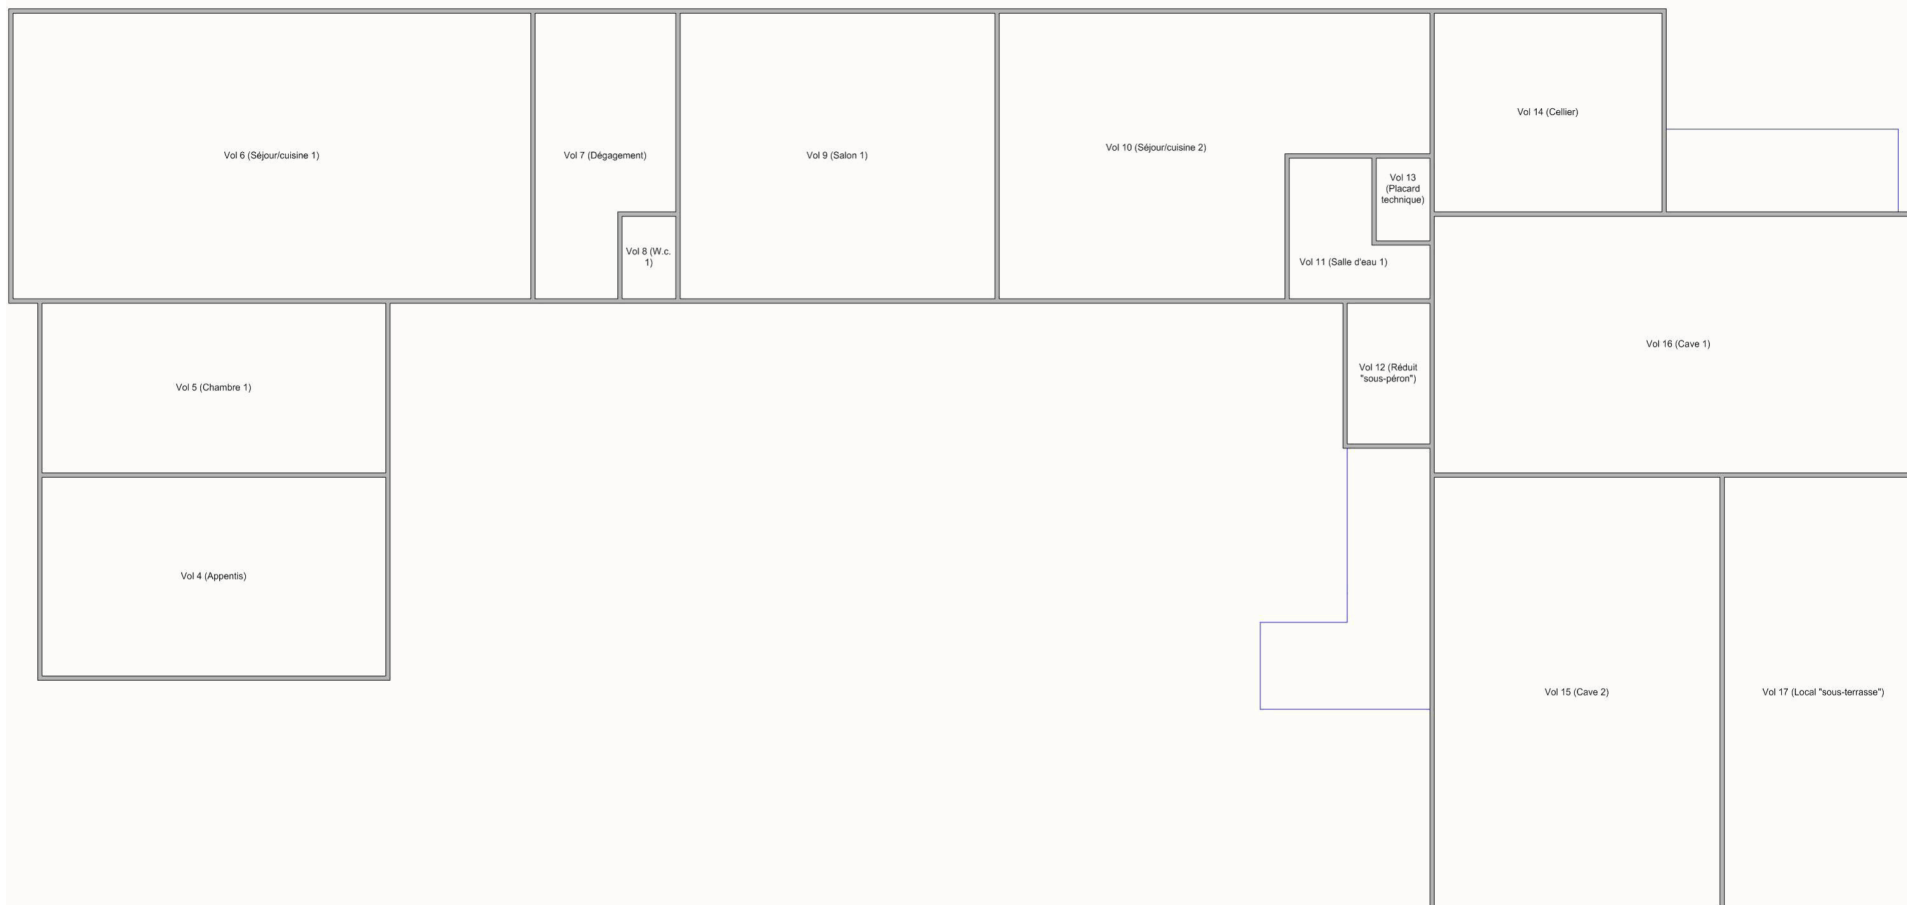 Vol 14 (Cellier)
Vol 6 (Séjour/cuisine 1)
Vol 7 (Dégagement)
Vol 9 (Salon 1)
Vol 10 (Séjour/cuisine 2)
Vol 13
(Placard
technique)
Vol 8 (W.c.
1)
Vol 11 (Salle d'eau 1)
Vol 16 (Cave 1)
Vol 5 (Chambre 1)
Vol 12 (Réduit
"sous-péron")
Vol 4 (Appentis)
Vol 15 (Cave 2)
Vol 17 (Local "sous-terrasse")